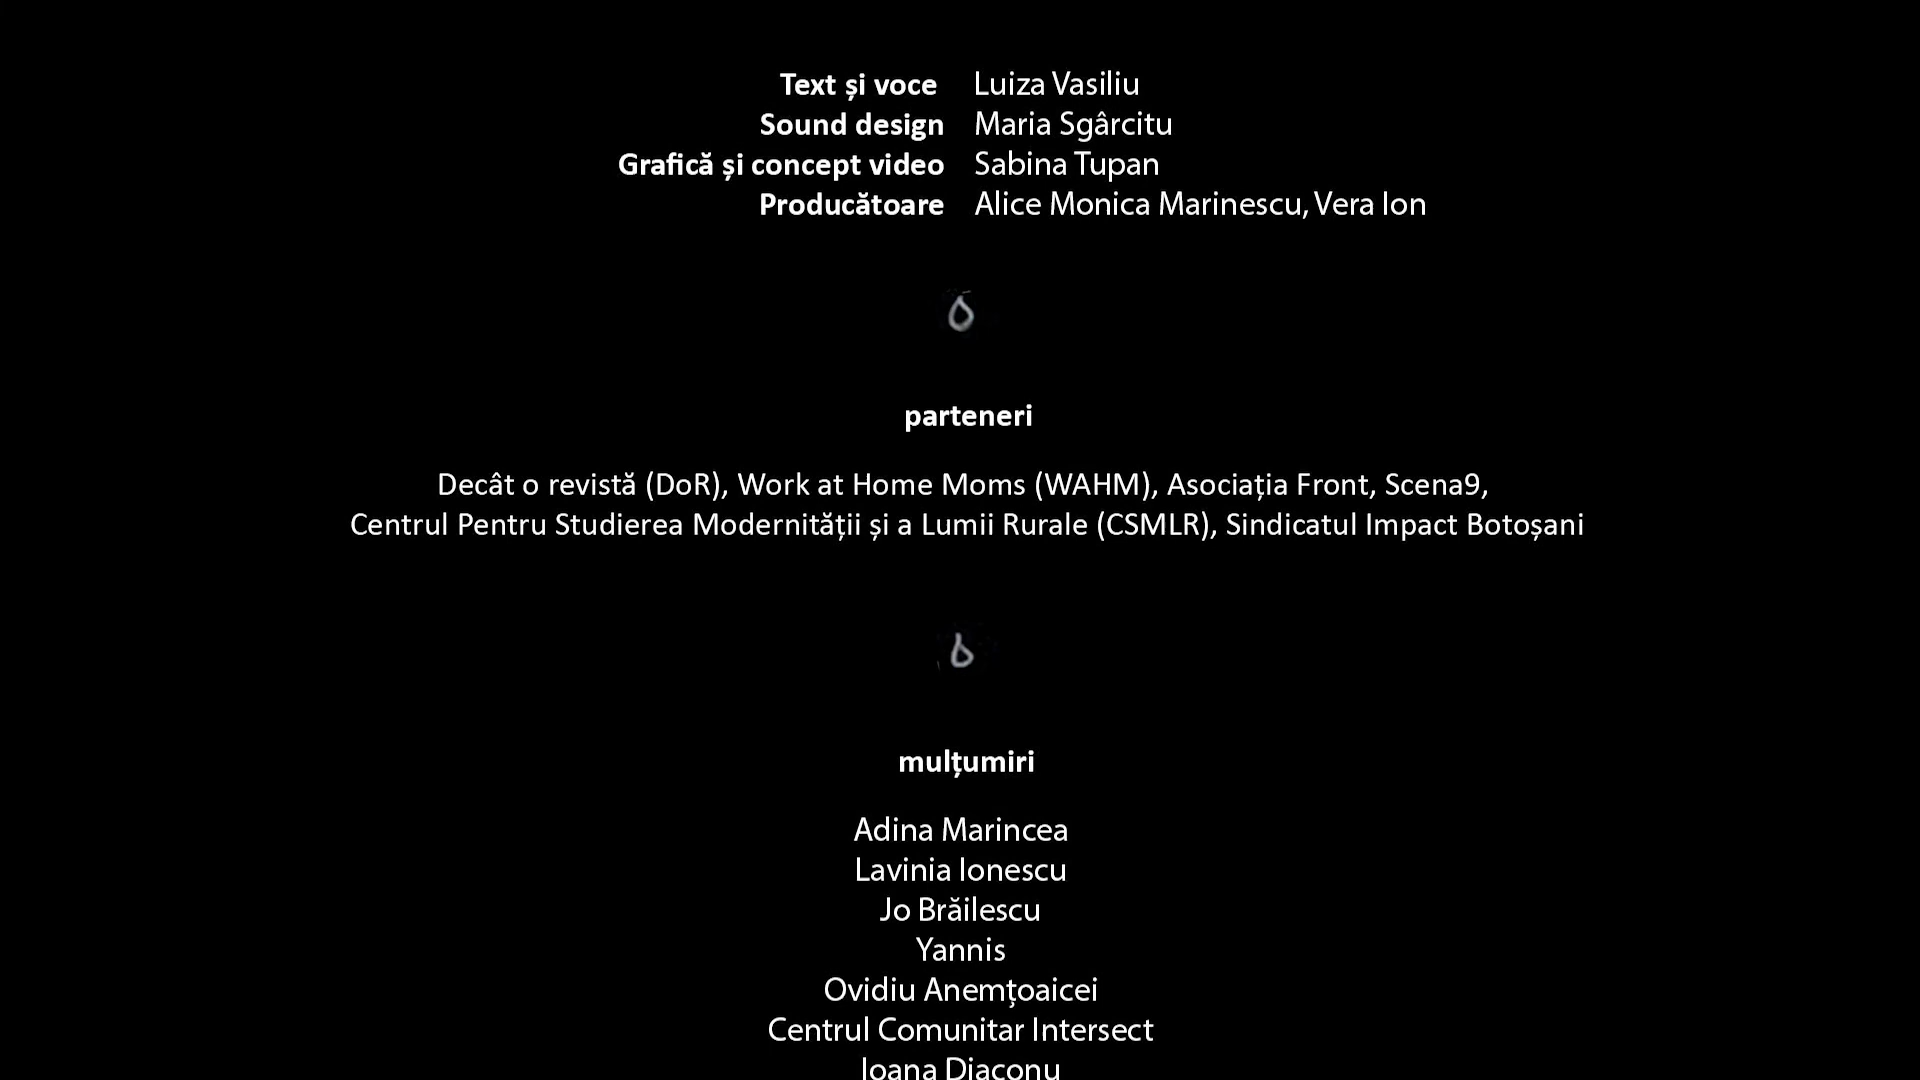 Text și voce Luiza Vasiliu
Sound design Maria Sgârcitu
Grafică și concept video Sabina Tupan
Producătoare Alice Monica Marinescu, Vera Ion
parteneri
Decât o revistă (DoR), Work at Home Moms (WAHM), Asociația Front, Scena9,
Centrul Pentru Studierea Modernității și a Lumii Rurale (CSMLR), Sindicatul Impact Botoșani
mulțumiri
Adina Marincea
Lavinia Ionescu
Jo Brăilescu
Yannis
Ovidiu Anemțoaicei
Centrul Comunitar Intersect
Ioana Diaconu